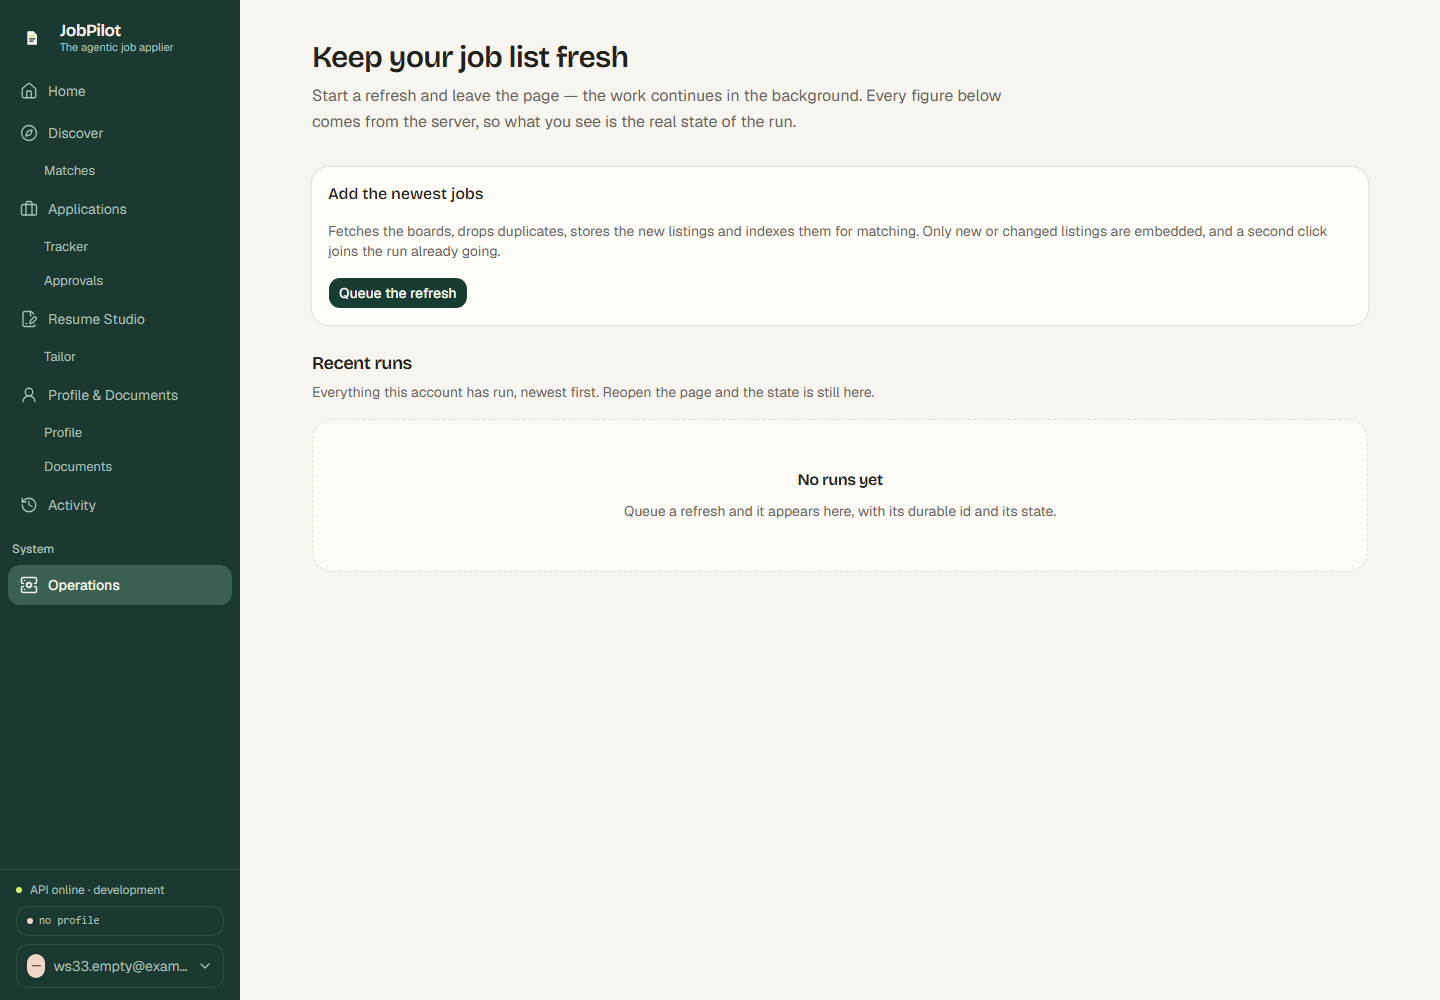 JobPilot
The agentic job applier
Home
Discover
Matches
Applications
Tracker
Approvals
Resume Studio
Tailor
Profile & Documents
Profile
Documents
Activity
System
Operations
API online · development
no profile
ws33.empty@exam...
Keep your job list fresh
Start a refresh and leave the page — the work continues in the background. Every figure below
comes from the server, so what you see is the real state of the run.
Add the newest jobs
Fetches the boards, drops duplicates, stores the new listings and indexes them for matching. Only new or changed listings are embedded, and a second click
joins the run already going.
Queue the refresh
Recent runs
Everything this account has run, newest first. Reopen the page and the state is still here.
No runs yet
Queue a refresh and it appears here, with its durable id and its state.